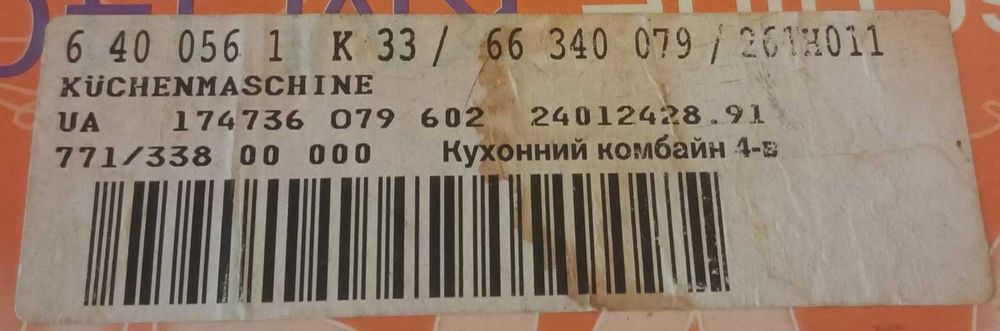 6 40 056 1 K 33/ 66 340 079/261H011
KÜCHENMASCHINE
UA 174736 079 602 24012428.91
771/338 00 000 Кухонний комбайн 4-в